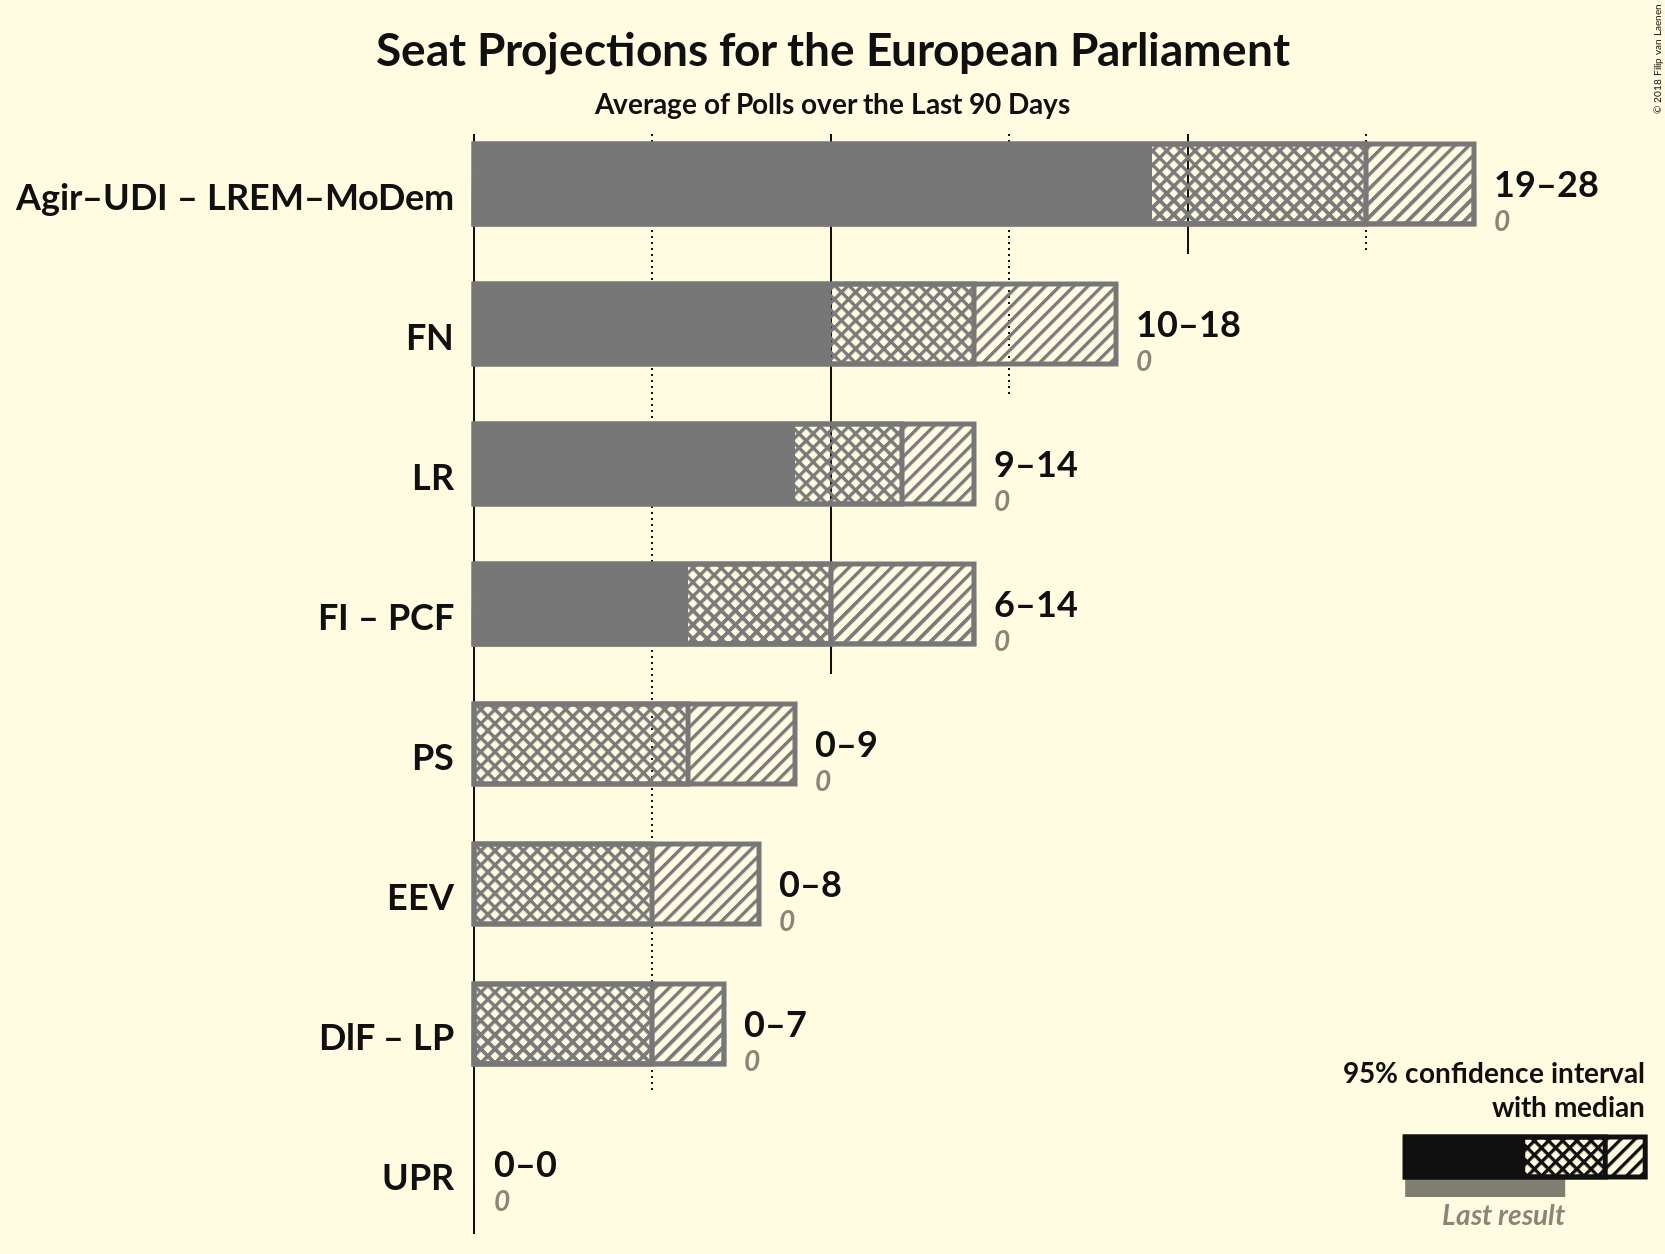 Seat Projections for the European Parliament
Average of Polls over the Last 90 Days
© 2018 Filip van Laenen
Agir–UDI – LREM–MoDem
19–28
0
FN
10–18
0
LR
9–14
0
FI – PCF
6–14
0
PS
0–9
0
EEV
0–8
0
DlF – LP
0–7
0
UPR
0–0
0
95% confidence interval
with median
Last result